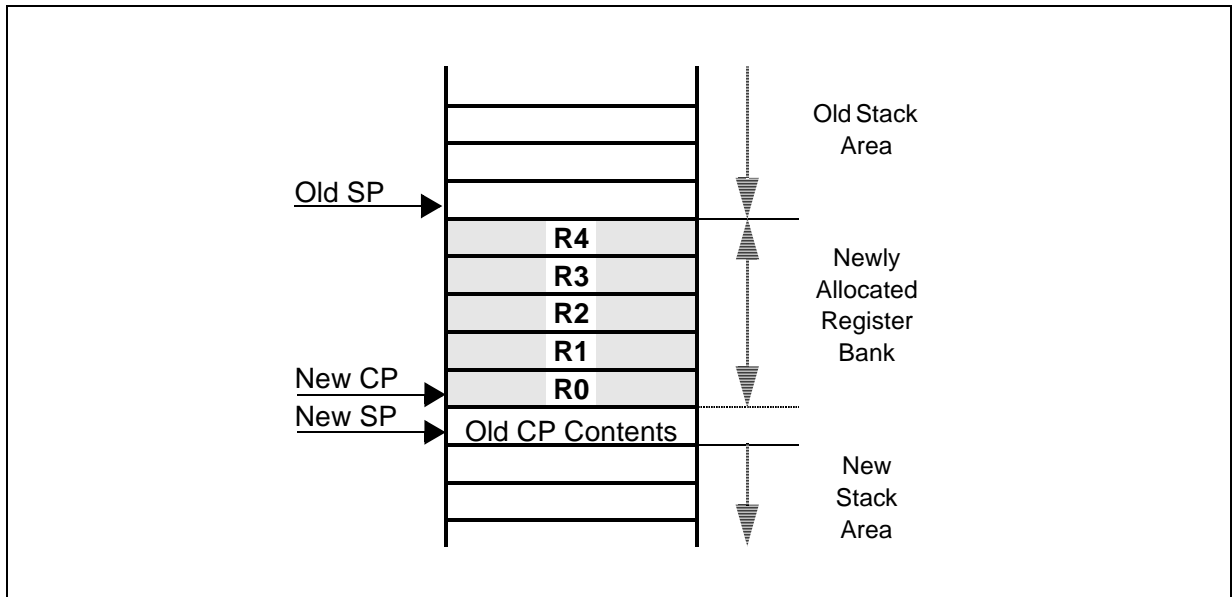 Old Stack
Area
Old SP
R4
R3
R2
R1
R0
Newly
Allocated
Register
Bank
New CP
New SP
Old CP Contents
New
Stack
Area